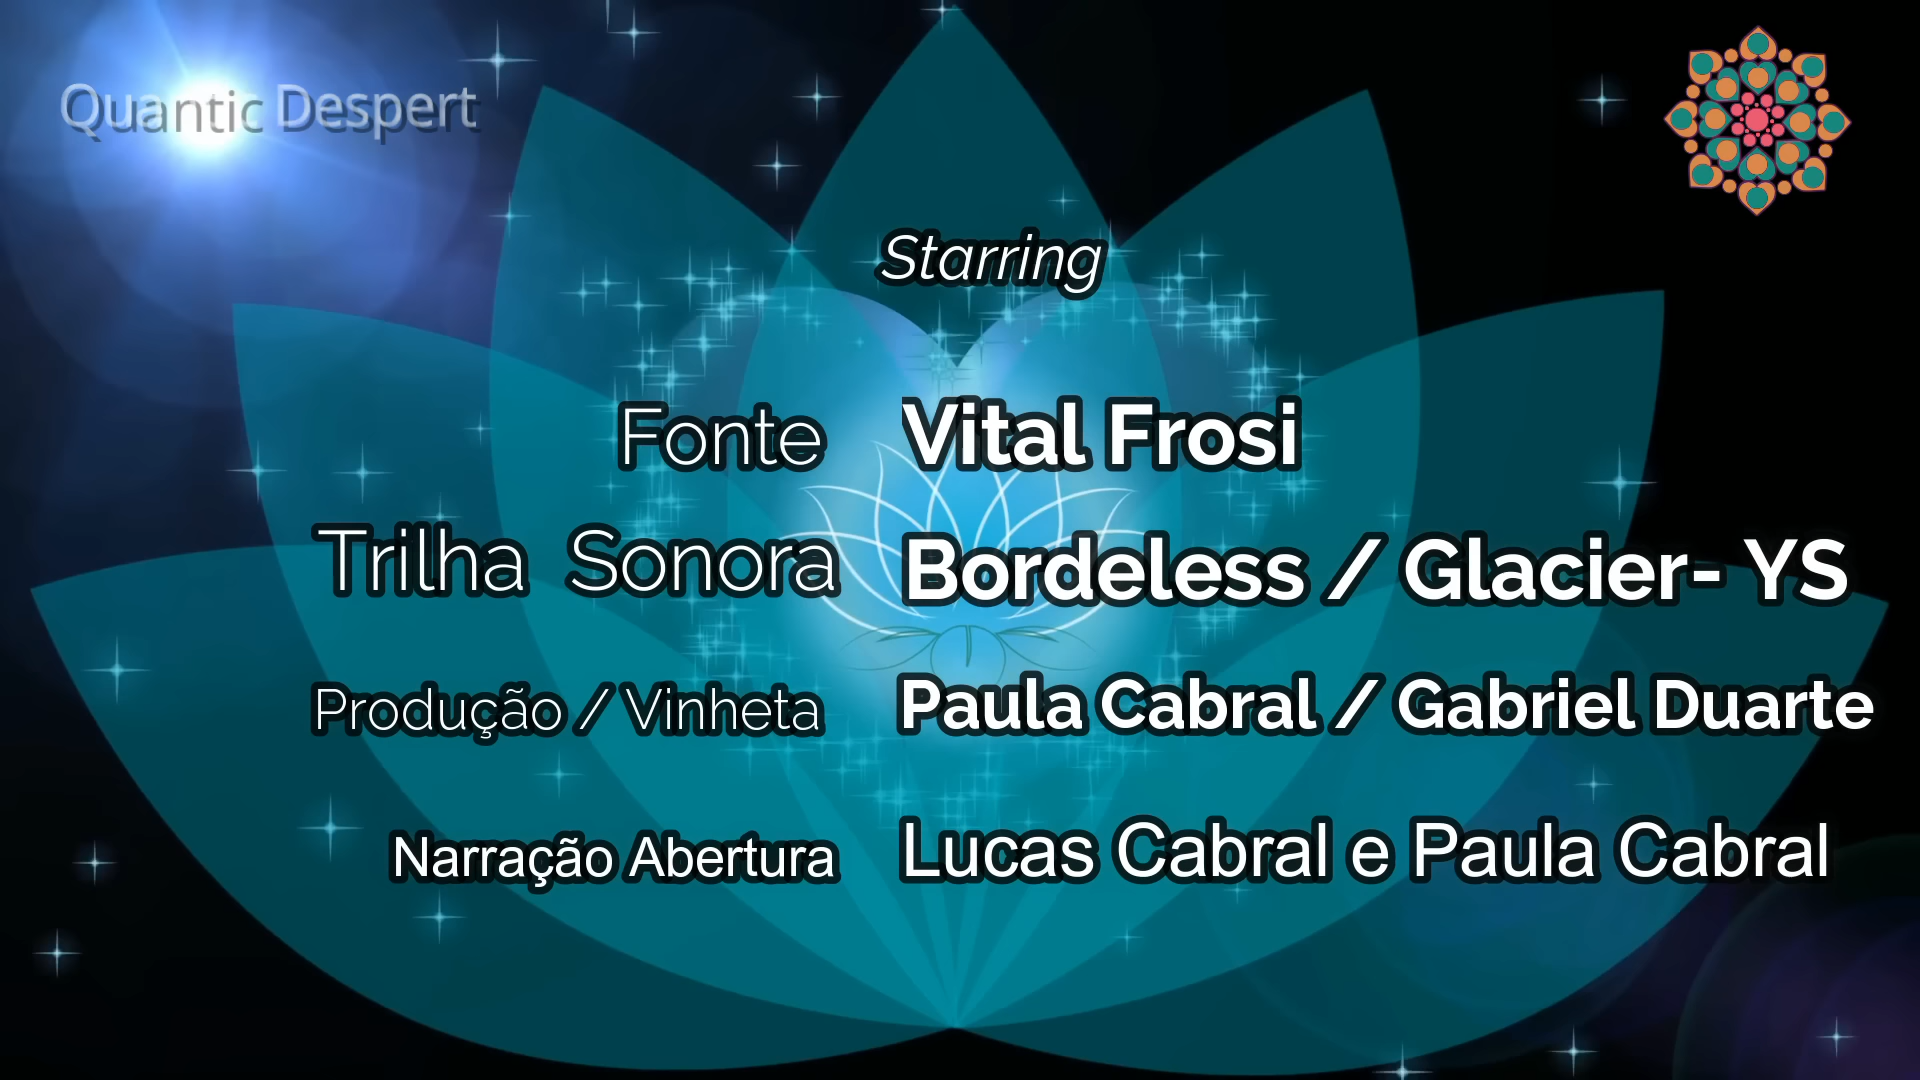 Quantic Despert
Starring
Fonte Vital Frosi
Trilha Sonora Bordeless / Glacier- YS
Produção / Vinheta Paula Cabral / Gabriel Duarte
Narração Abertura Lucas Cabral e Paula Cabral